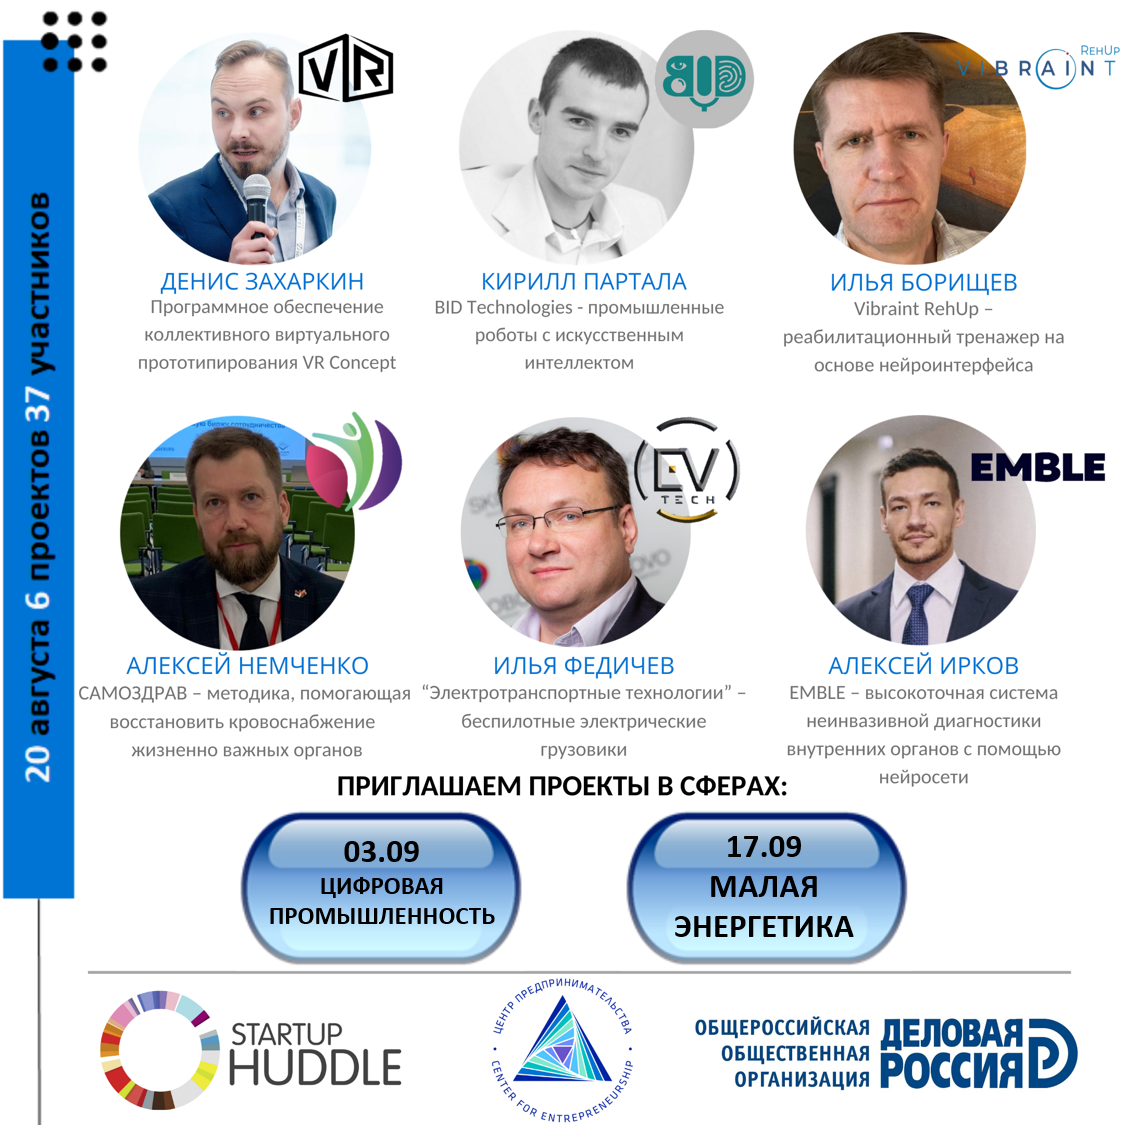 20 августа 6 проектов 37 участников
VR
BID
REHUP
VIBRAINT
ДЕНИС ЗАХАРКИН
Программное обеспечение
коллективного виртуального
прототипирования VR Concept
КИРИЛЛ ПАРТАЛА
BID Technologies - промышленные
роботы с искусственным
интеллектом
ИЛЬЯ БОРИЩЕВ
Vibraint RehUp –
реабилитационный тренажер на
основе нейроинтерфейса
EV
TECH
EMBLE
АЛЕКСЕЙ НЕМЧЕНКО
САМОЗДРАВ – методика, помогающая
восстановить кровоснабжение
жизненно важных органов
ИЛЬЯ ФЕДИЧЕВ
“Электротранспортные технологии” –
беспилотные электрические
грузовики
АЛЕКСЕЙ ИРКОВ
EMBLE – высокоточная система
неинвазивной диагностики
внутренних органов с помощью
нейросети
ПРИГЛАШАЕМ ПРОЕКТЫ В СФЕРАХ:
03.09
ЦИФРОВАЯ
ПРОМЫШЛЕННОСТЬ
17.09
МАЛАЯ
ЭНЕРГЕТИКА
STARTUP
HUDDLE
ЦЕНТР ПРЕДПРИНИМАТЕЛЬСТВА
CENTER FOR ENTREPRENEURSHIP
ОБЩЕРОССИЙСКАЯ
ОБЩЕСТВЕННАЯ
ОРГАНИЗАЦИЯ
ДЕЛОВАЯ
РОССИЯ